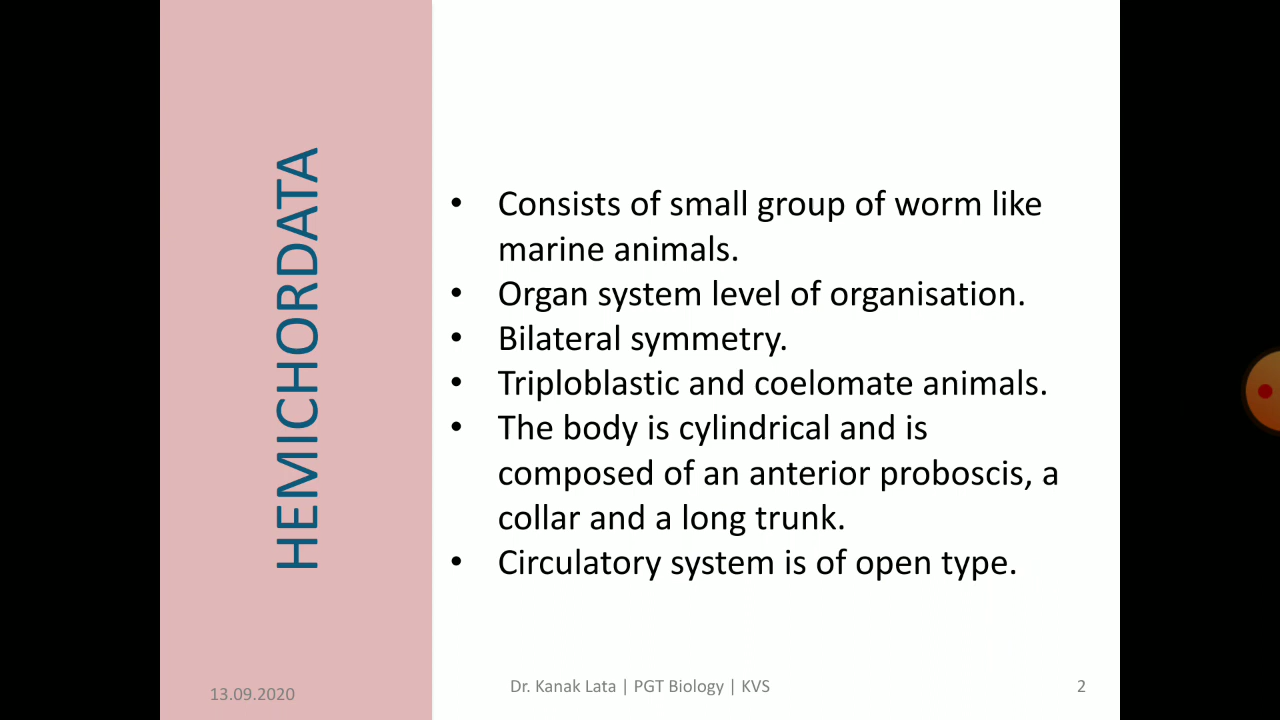 HEMICHORDATA
• Consists of small group of worm like
marine animals.
• Organ system level of organisation.
• Bilateral symmetry.
• Triploblastic and coelomate animals.
• The body is cylindrical and is
composed of an anterior proboscis, a
collar and a long trunk.
• Circulatory system is of open type.
13.09.2020
Dr. Kanak Lata | PGT Biology | KVS
2